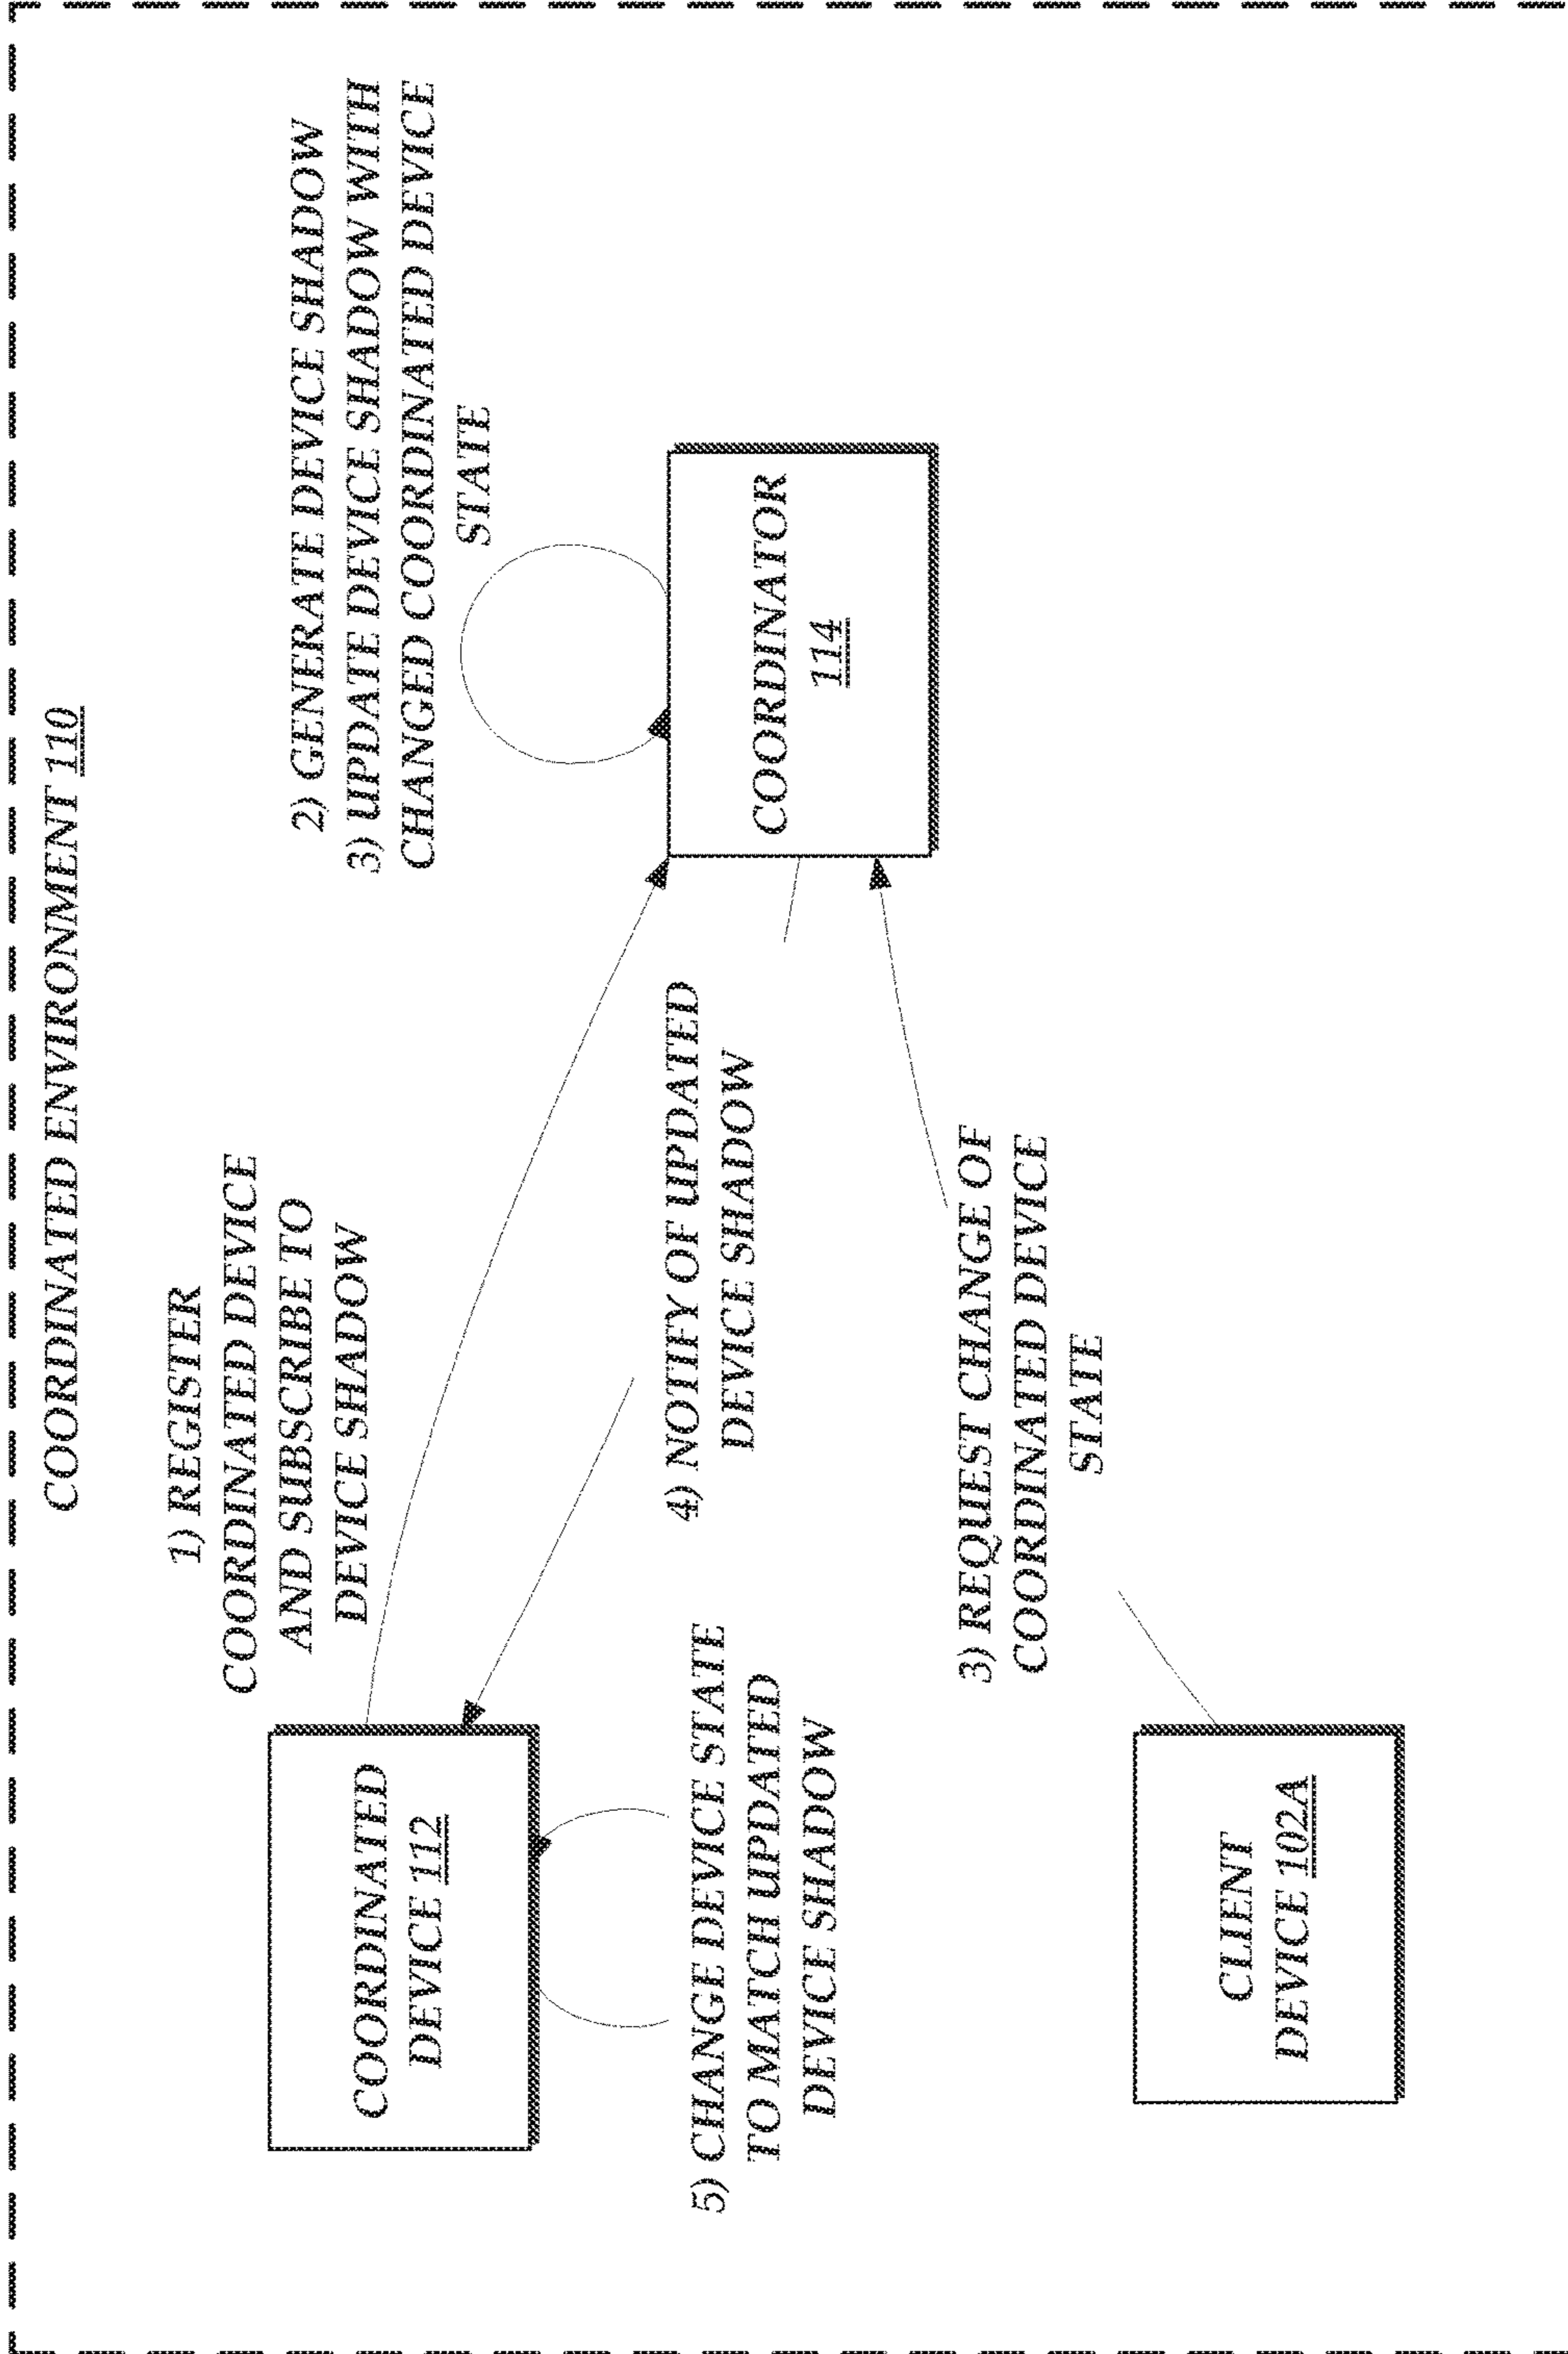 COORDINATED ENVIRONMENT 110
1) REGISTER
COORDINATED DEVICE
AND SUBSCRIBE TO
DEVICE SHADOW
2) GENERATE DEVICE SHADOW
3) UPDATE DEVICE SHADOW WITH
CHANGED COORDINATED DEVICE
STATE
COORDINATED
DEVICE 112
4) NOTIFY OF UPDATED
DEVICE SHADOW
COORDINATOR
114
5) CHANGE DEVICE STATE
TO MATCH UPDATED
DEVICE SHADOW
3) REQUEST CHANGE OF
COORDINATED DEVICE
STATE
CLIENT
DEVICE 102A